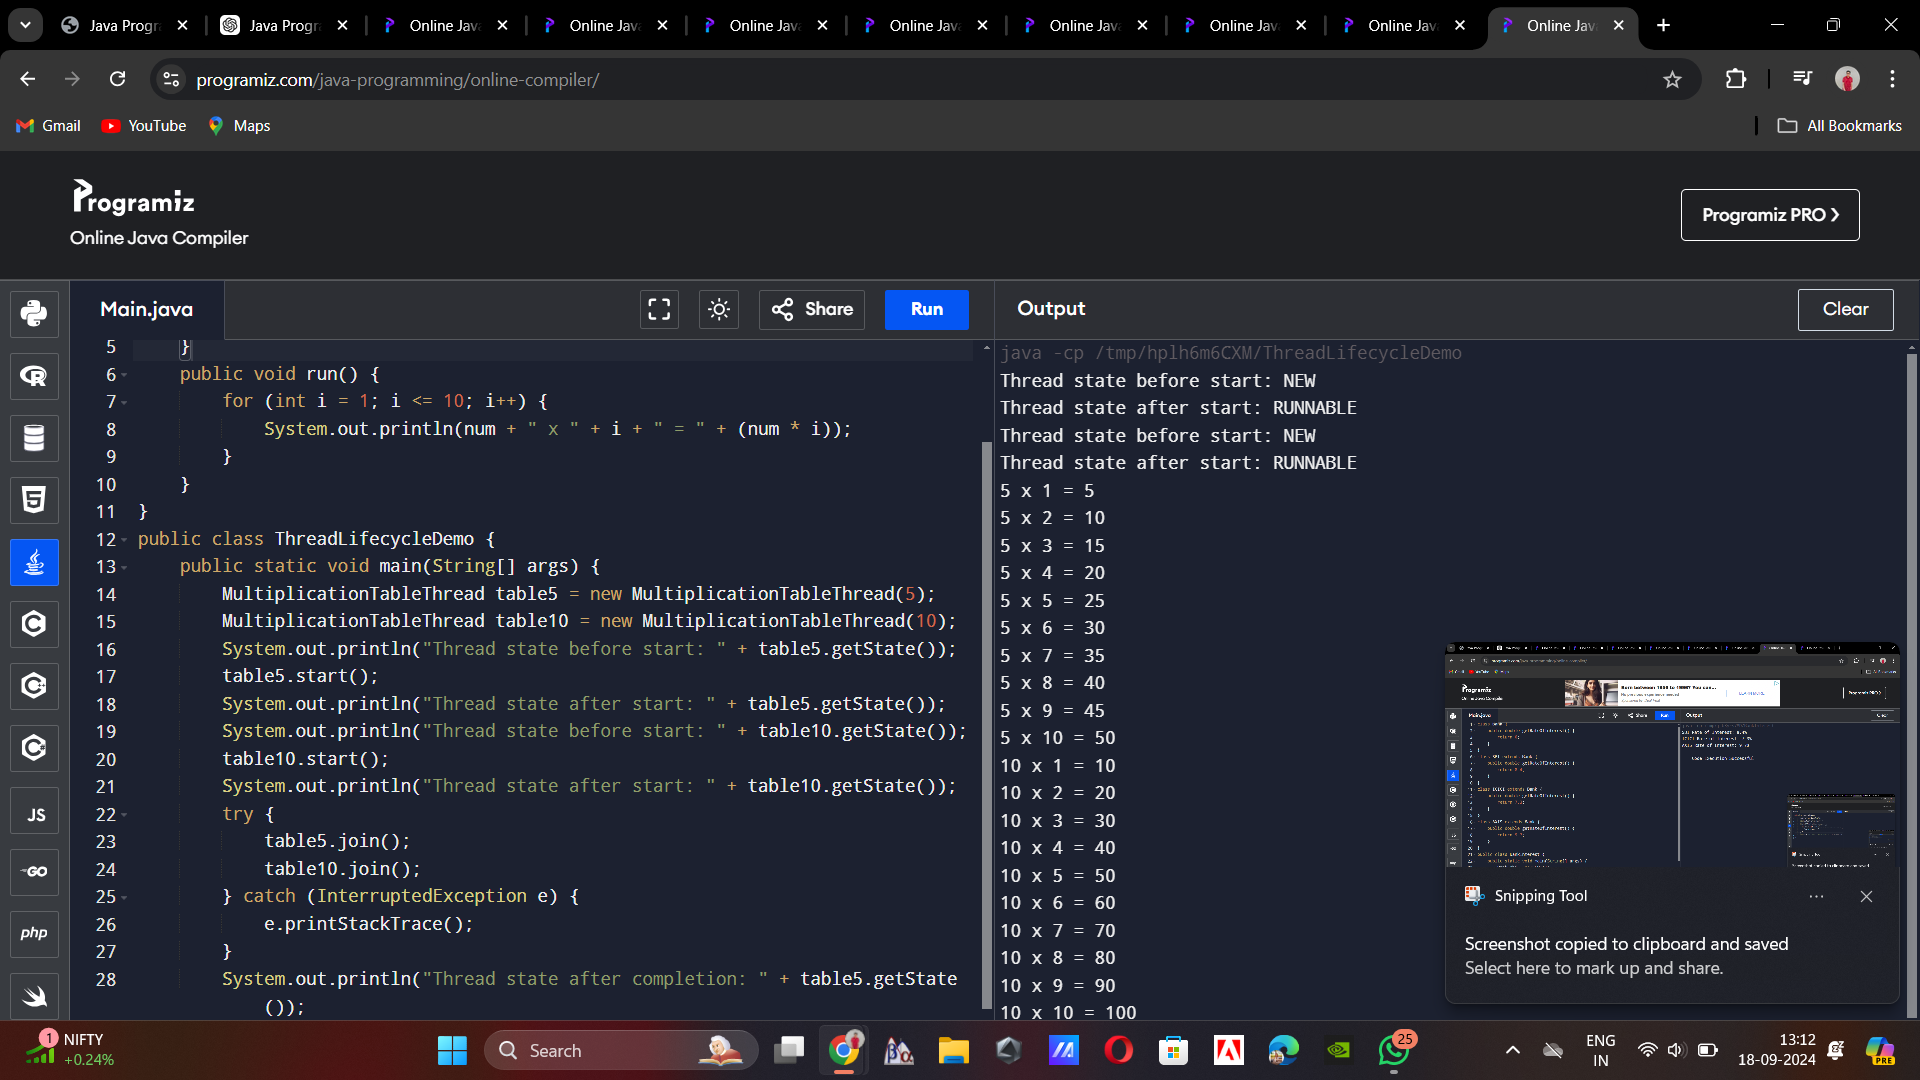 Java Progr
Java Progr
Online Jav
Online Jav
Online Jav
Online Jav
Online Jav
Online Jav
Online Jav
Online Jav
programiz.com/java-programming/online-compiler/
Gmail
YouTube
Maps
All Bookmarks
Programiz
Online Java Compiler
Programiz PRO
Main.java
Share
Run
Output
Clear
5 }
6 public void run() {
7 for (int i = 1; i <= 10; i++) {
8 System.out.println(num + " x " + i + " = " + (num * i));
9 }
10 }
11 }
12 public class ThreadLifecycleDemo {
13 public static void main(String[] args) {
14 MultiplicationTableThread table5 = new MultiplicationTableThread(5);
15 MultiplicationTableThread table10 = new MultiplicationTableThread(10);
16 System.out.println("Thread state before start: " + table5.getState());
17 table5.start();
18 System.out.println("Thread state after start: " + table5.getState());
19 System.out.println("Thread state before start: " + table10.getState());
20 table10.start();
21 System.out.println("Thread state after start: " + table10.getState());
22 try {
23 table5.join();
24 table10.join();
25 } catch (InterruptedException e) {
26 e.printStackTrace();
27 }
28 System.out.println("Thread state after completion: " + table5.getState
());
java -cp /tmp/hplh6m6CXM/ThreadLifecycleDemo
Thread state before start: NEW
Thread state after start: RUNNABLE
Thread state before start: NEW
Thread state after start: RUNNABLE
5 x 1 = 5
5 x 2 = 10
5 x 3 = 15
5 x 4 = 20
5 x 5 = 25
5 x 6 = 30
5 x 7 = 35
5 x 8 = 40
5 x 9 = 45
5 x 10 = 50
10 x 1 = 10
10 x 2 = 20
10 x 3 = 30
10 x 4 = 40
10 x 5 = 50
10 x 6 = 60
10 x 7 = 70
10 x 8 = 80
10 x 9 = 90
10 x 10 = 100
Snipping Tool
Screenshot copied to clipboard and saved
Select here to mark up and share.
JS
GO
php
1
NIFTY
+0.24%
Search
25
ENG
IN
13:12
18-09-2024
PRE